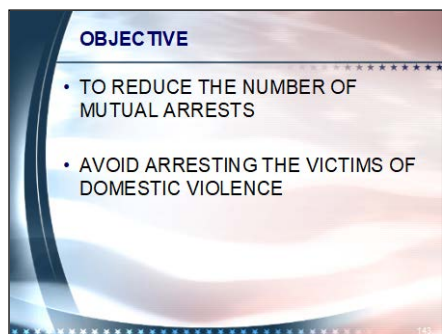 OBJECTIVE
• TO REDUCE THE NUMBER OF
MUTUAL ARRESTS
• AVOID ARRESTING THE VICTIMS OF
DOMESTIC VIOLENCE